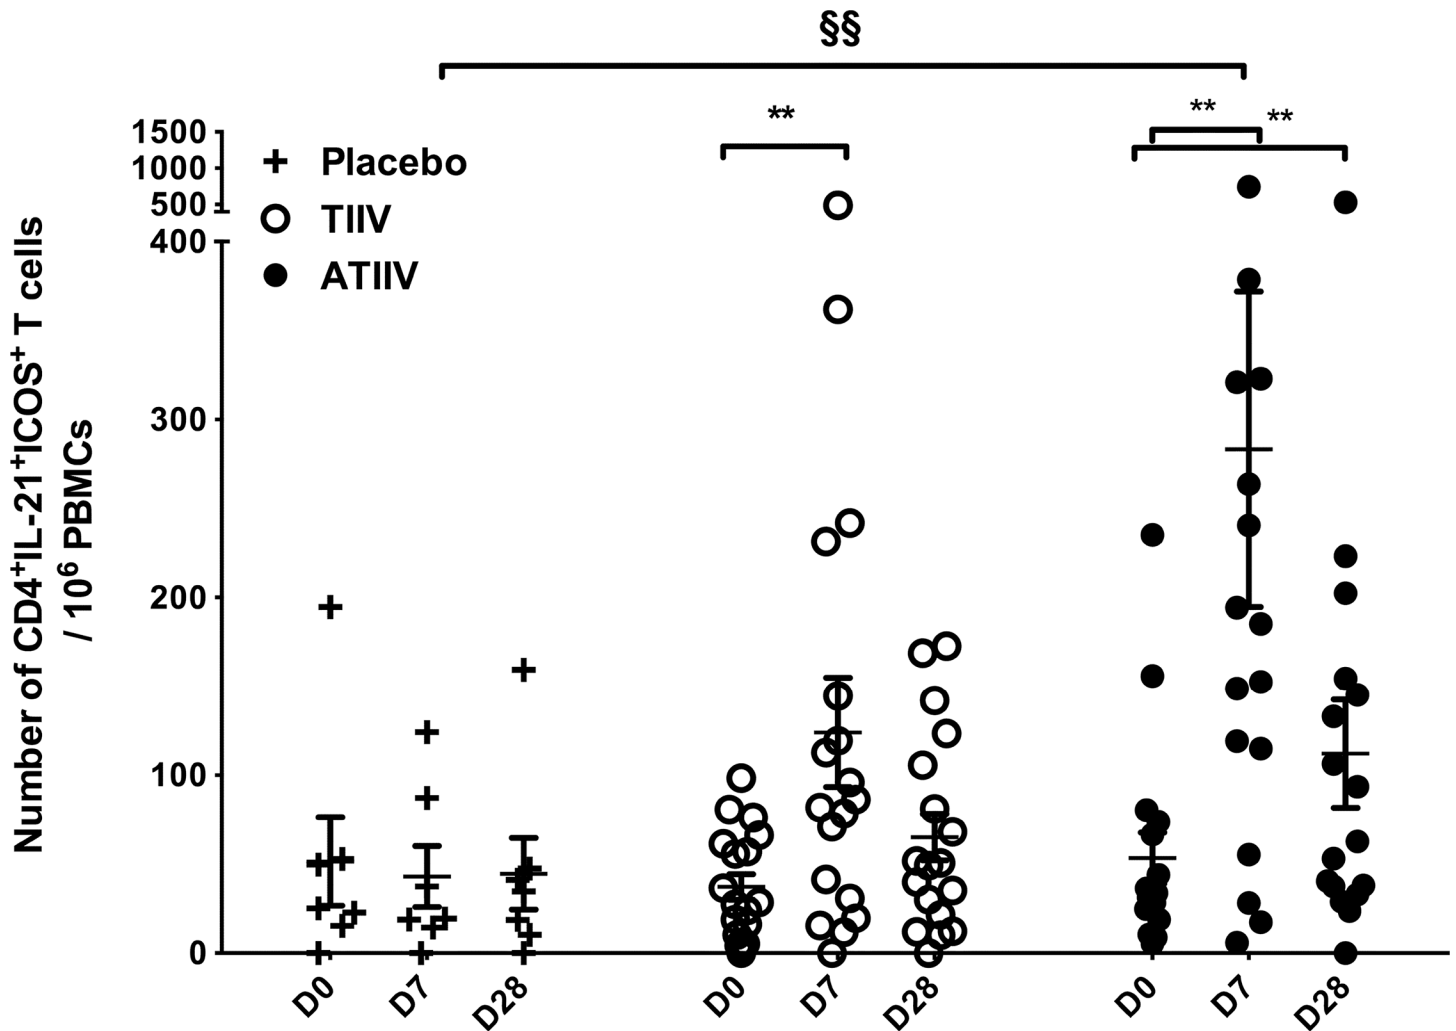 §§
**
**
**
1500
1000
500
400
300
200
100
0
Placebo
TIIV
ATIIV
Number of CD4⁺IL-21⁺ICOS⁺ T cells
/ 10⁶ PBMCs
D0
D7
D28
D0
D7
D28
D0
D7
D28